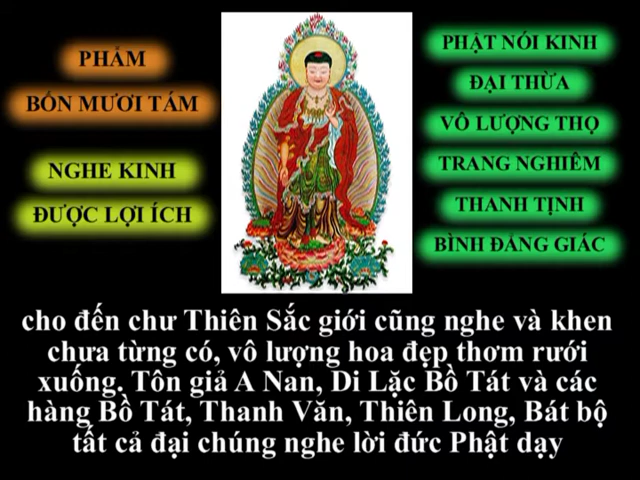 PHẨM
BỐN MƯƠI TÁM
NGHE KINH
ĐƯỢC LỢI ÍCH
PHẬT NÓI KINH
ĐẠI THỪA
VÔ LƯỢNG THỌ
TRANG NGHIÊM
THANH TỊNH
BÌNH ĐẲNG GIÁC
cho đến chư Thiên Sắc giới cũng nghe và khen
chưa từng có, vô lượng hoa đẹp thơm rưới
xuống. Tôn giả A Nan, Di Lặc Bồ Tát và các
hàng Bồ Tát, Thanh Văn, Thiên Long, Bát bộ
tất cả đại chúng nghe lời đức Phật dạy